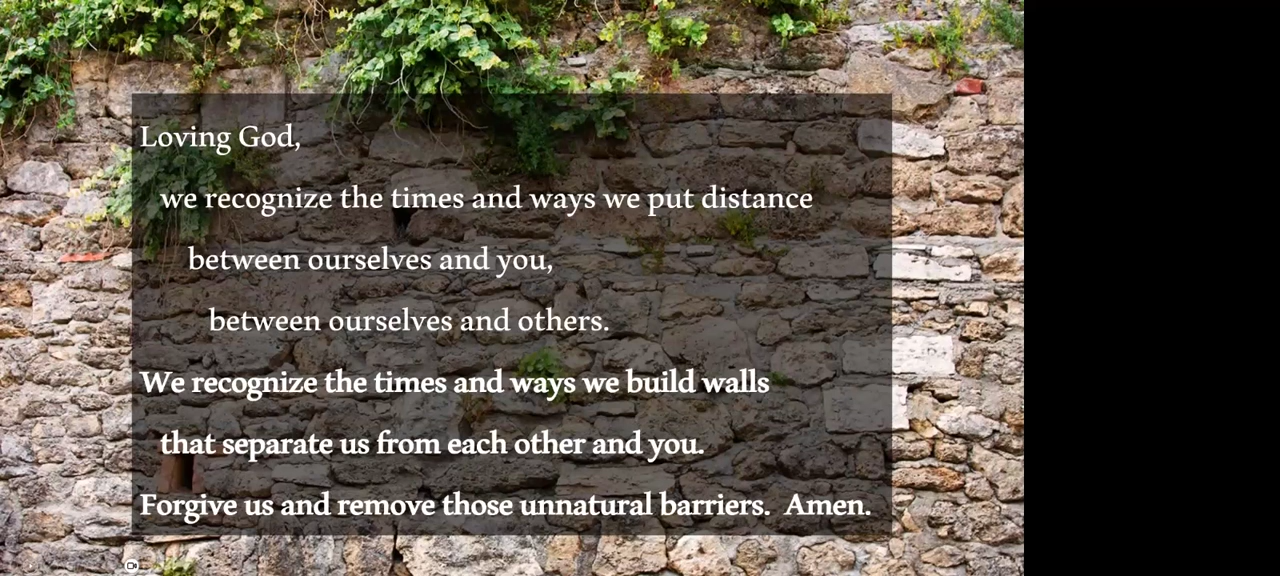 Loving God,
we recognize the times and ways we put distance
between ourselves and you,
between ourselves and others.
We recognize the times and ways we build walls
that separate us from each other and you.
Forgive us and remove those unnatural barriers.  Amen.